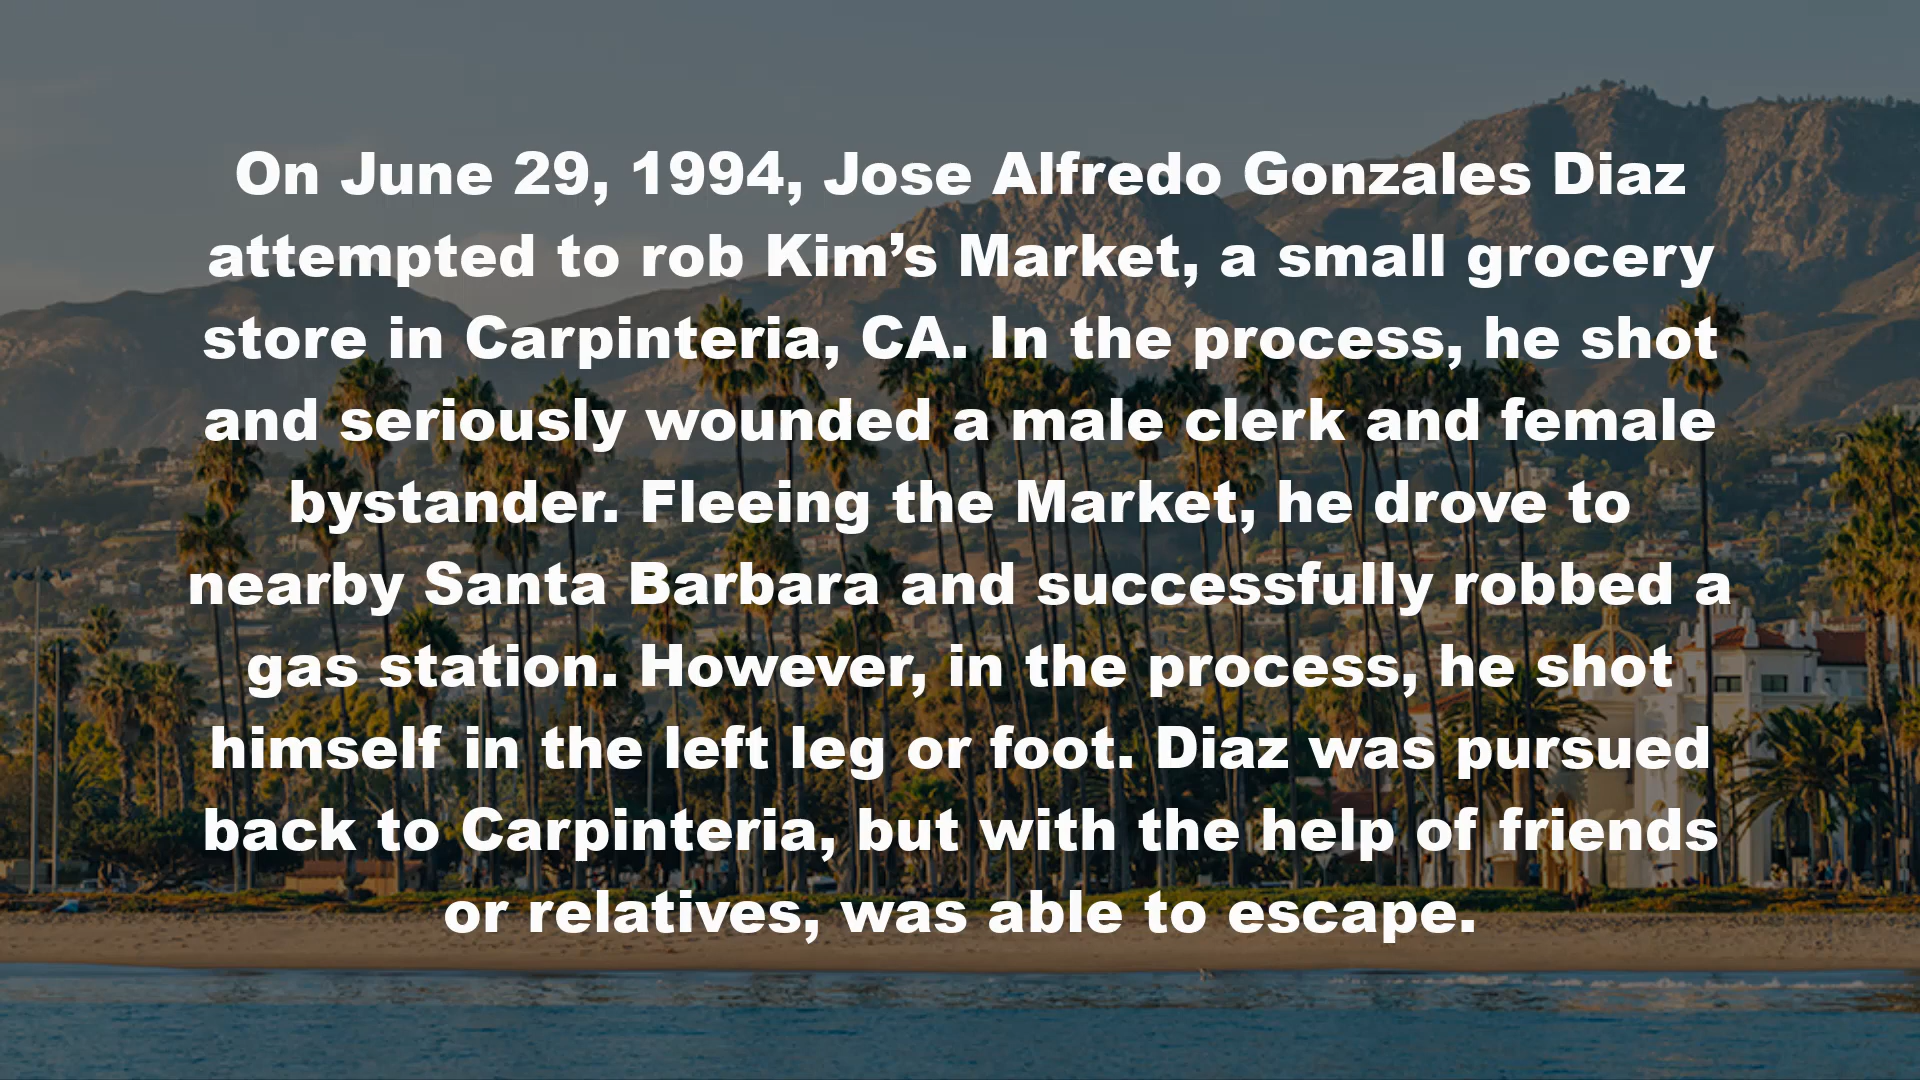 On June 29, 1994, Jose Alfredo Gonzales Diaz
attempted to rob Kim’s Market, a small grocery
store in Carpinteria, CA. In the process, he shot
and seriously wounded a male clerk and female
bystander. Fleeing the Market, he drove to
nearby Santa Barbara and successfully robbed a
gas station. However, in the process, he shot
himself in the left leg or foot. Diaz was pursued
back to Carpinteria, but with the help of friends
or relatives, was able to escape.